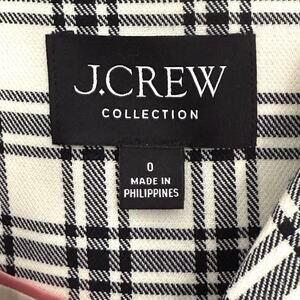 J.CREW
COLLECTION
0
MADE IN
PHILIPPINES